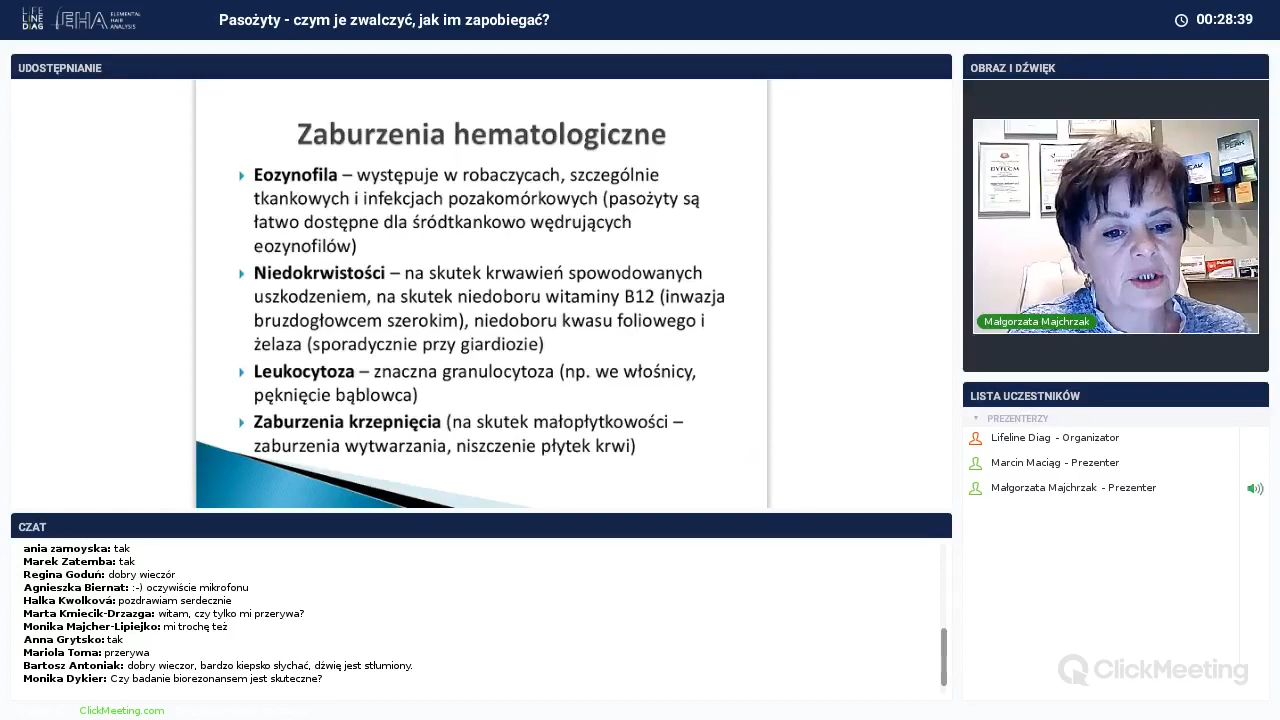 LIFE
LINE
DIAG
EHA
ELEMENTAL
HAIR
ANALYSIS
Pasożyty - czym je zwalczyć, jak im zapobiegać?
00:28:39
UDOSTĘPNIANIE
Zaburzenia hematologiczne
Eozynofila – występuje w robaczycach, szczególnie
tkankowych i infekcjach pozakomórkowych (pasożyty są
łatwo dostępne dla śródtkankowo wędrujących
eozynofilów)
Niedokrwistości – na skutek krwawień spowodowanych
uszkodzeniem, na skutek niedoboru witaminy B12 (inwazja
bruzdogłowcem szerokim), niedoboru kwasu foliowego i
żelaza (sporadycznie przy giardiozie)
Leukocytoza – znaczna granulocytoza (np. we włośnicy,
pęknięcie bąblowca)
Zaburzenia krzepnięcia (na skutek małopłytkowości –
zaburzenia wytwarzania, niszczenie płytek krwi)
OBRAZ I DŹWIĘK
DYPLOM
PEAK
PEAK
Małgorzata Majchrzak
LISTA UCZESTNIKÓW
PREZENTERZY
Lifeline Diag - Organizator
Marcin Maciąg - Prezenter
Małgorzata Majchrzak - Prezenter
CZAT
ania zamoyska: tak
Marek Zatemba: tak
Regina Goduń: dobry wieczór
Agnieszka Biernat: :-) oczywiście mikrofonu
Halka Kwolková: pozdrawiam serdecznie
Marta Kmiecik-Drzazga: witam, czy tylko mi przerywa?
Monika Majcher-Lipiejko: mi trochę też
Anna Grytsko: tak
Mariola Toma: przerywa
Bartosz Antoniak: dobry wieczor, bardzo kiepsko słychać, dźwię jest stłumiony.
Monika Dykier: Czy badanie biorezonansem jest skuteczne?
ClickMeeting
ClickMeeting.com